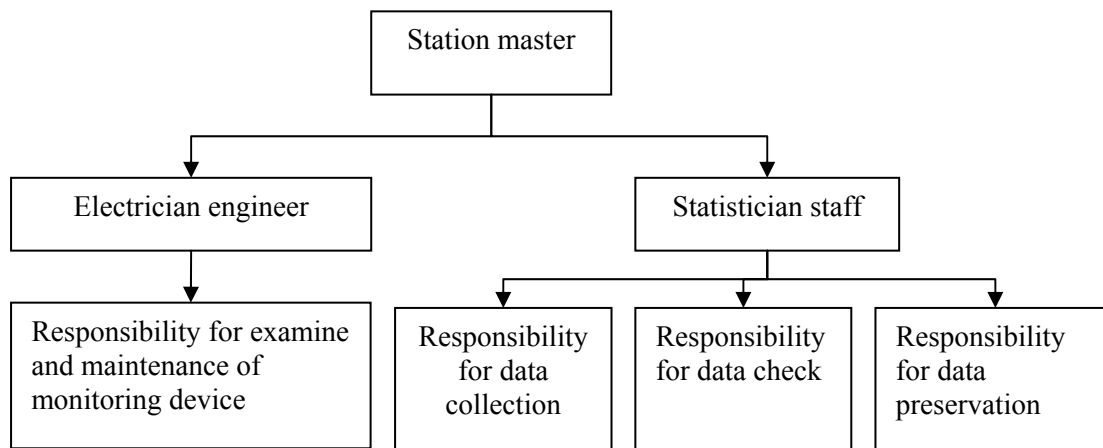 Station master
Electrician engineer
Statistician staff
Responsibility for examine
and maintenance of
monitoring device
Responsibility
for data
collection
Responsibility
for data check
Responsibility
for data
preservation